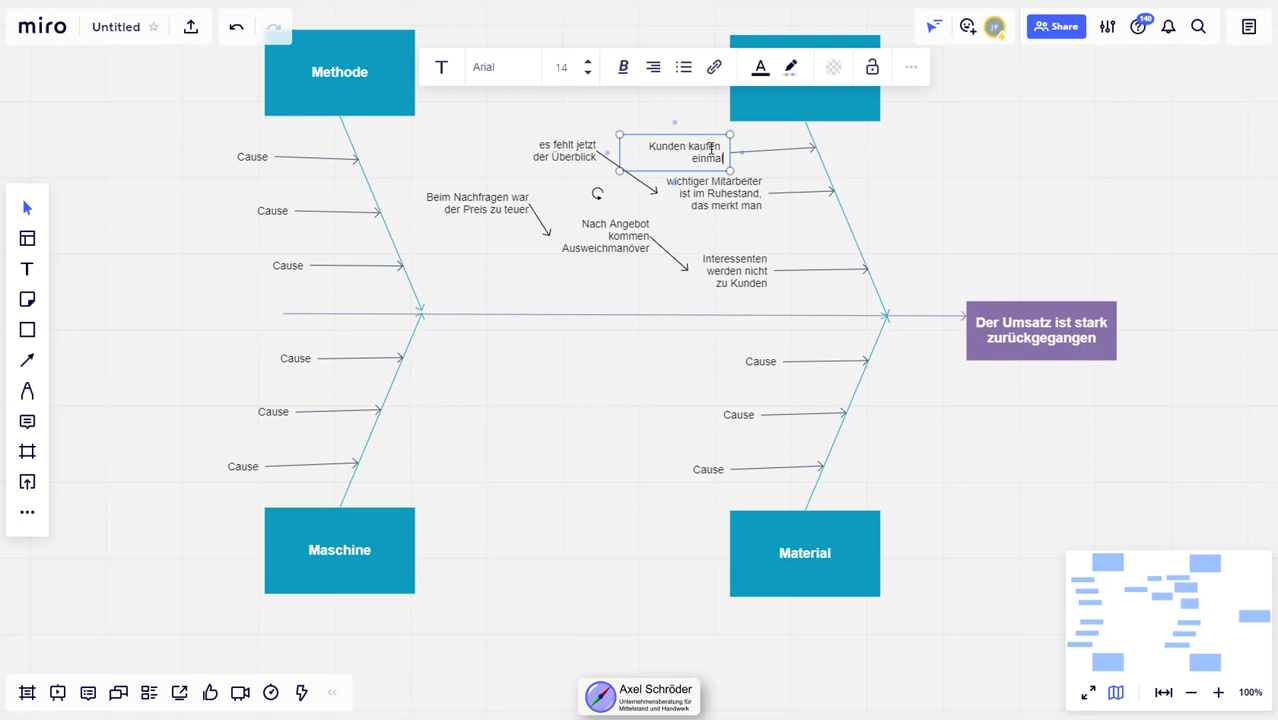 miro
Untitled
140
JP
Share
Arial
14
Methode
es fehlt jetzt
der Überblick
Kunden kaufen
einmal
Cause
wichtiger Mitarbeiter
ist im Ruhestand,
das merkt man
Beim Nachfragen war
der Preis zu teuer
Cause
Nach Angebot
kommen
Ausweichmanöver
Cause
Interessenten
werden nicht
zu Kunden
Der Umsatz ist stark
zurückgegangen
Cause
Cause
Cause
Cause
Cause
Cause
Maschine
Material
Axel Schröder
Unternehmensberatung für
Mittelstand und Handwerk
100%